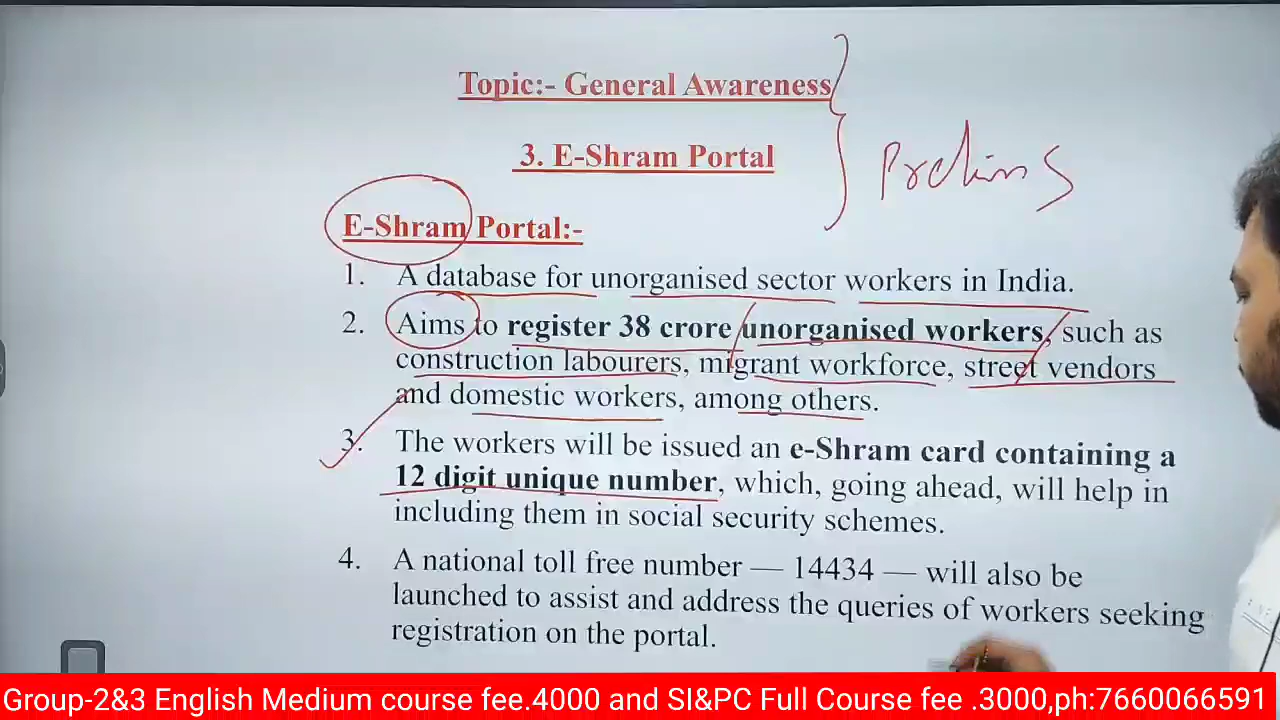 Topic:- General Awareness
3. E-Shram Portal
Prelims
E-Shram Portal:-
1. A database for unorganised sector workers in India.
2. Aims to register 38 crore unorganised workers, such as
construction labourers, migrant workforce, street vendors
and domestic workers, among others.
3. The workers will be issued an e-Shram card containing a
12 digit unique number, which, going ahead, will help in
including them in social security schemes.
4. A national toll free number — 14434 — will also be
launched to assist and address the queries of workers seeking
registration on the portal.
Group-2&3 English Medium course fee.4000 and SI&PC Full Course fee .3000,ph:7660066591